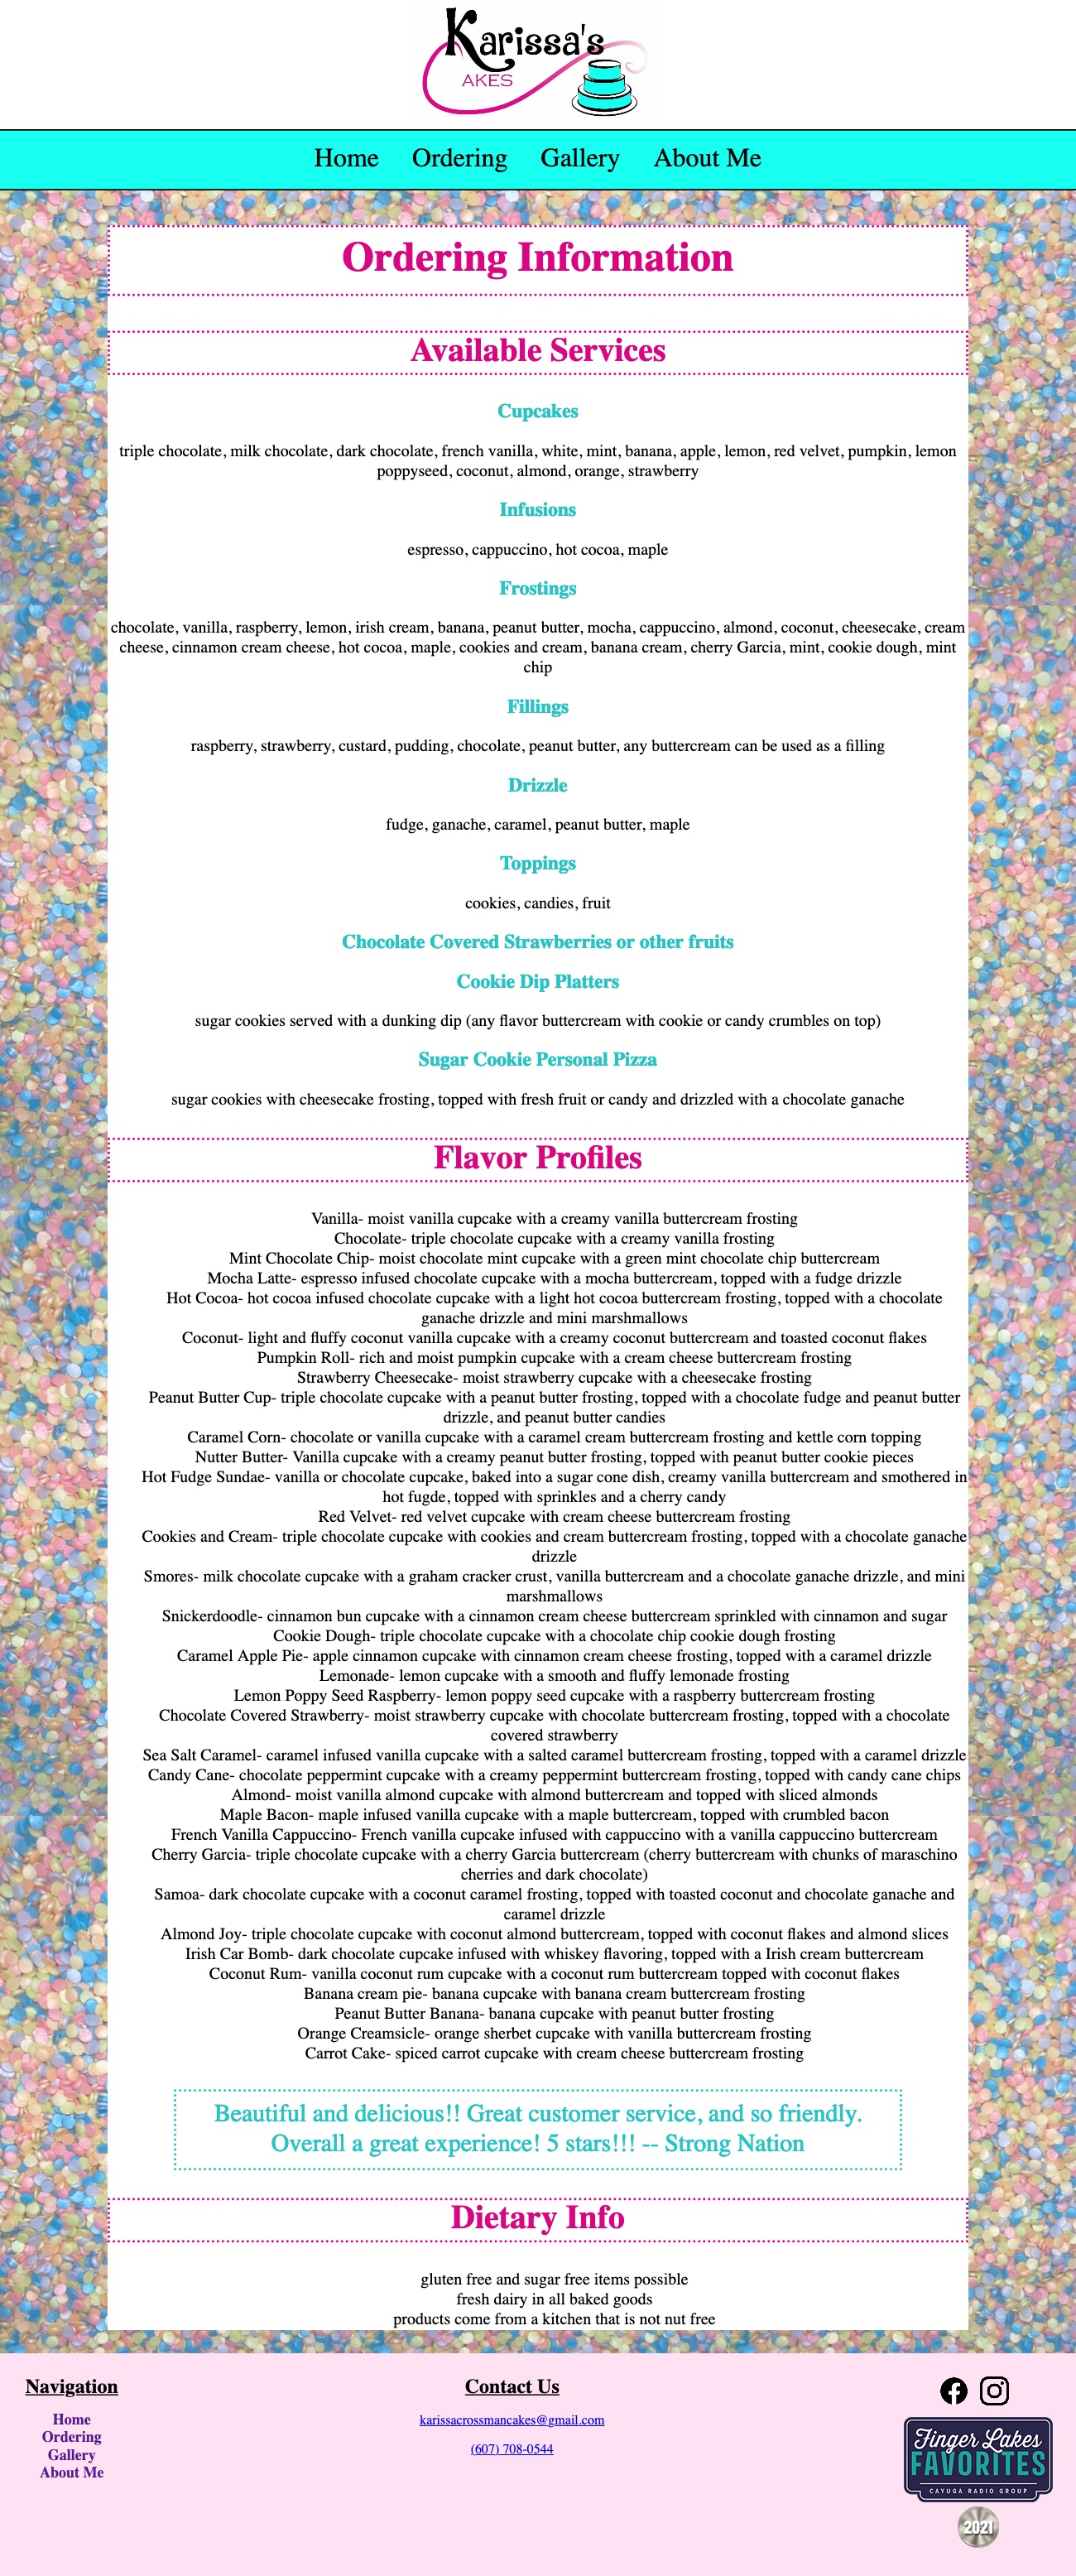 Karissa's
AKES
Home Ordering Gallery About Me
Ordering Information
Available Services
Cupcakes
triple chocolate, milk chocolate, dark chocolate, french vanilla, white, mint, banana, apple, lemon, red velvet, pumpkin, lemon
poppyseed, coconut, almond, orange, strawberry
Infusions
espresso, cappuccino, hot cocoa, maple
Frostings
chocolate, vanilla, raspberry, lemon, irish cream, banana, peanut butter, mocha, cappuccino, almond, coconut, cheesecake, cream
cheese, cinnamon cream cheese, hot cocoa, maple, cookies and cream, banana cream, cherry Garcia, mint, cookie dough, mint
chip
Fillings
raspberry, strawberry, custard, pudding, chocolate, peanut butter, any buttercream can be used as a filling
Drizzle
fudge, ganache, caramel, peanut butter, maple
Toppings
cookies, candies, fruit
Chocolate Covered Strawberries or other fruits
Cookie Dip Platters
sugar cookies served with a dunking dip (any flavor buttercream with cookie or candy crumbles on top)
Sugar Cookie Personal Pizza
sugar cookies with cheesecake frosting, topped with fresh fruit or candy and drizzled with a chocolate ganache
Flavor Profiles
Vanilla- moist vanilla cupcake with a creamy vanilla buttercream frosting
Chocolate- triple chocolate cupcake with a creamy vanilla frosting
Mint Chocolate Chip- moist chocolate mint cupcake with a green mint chocolate chip buttercream
Mocha Latte- espresso infused chocolate cupcake with a mocha buttercream, topped with a fudge drizzle
Hot Cocoa- hot cocoa infused chocolate cupcake with a light hot cocoa buttercream frosting, topped with a chocolate
ganache drizzle and mini marshmallows
Coconut- light and fluffy coconut vanilla cupcake with a creamy coconut buttercream and toasted coconut flakes
Pumpkin Roll- rich and moist pumpkin cupcake with a cream cheese buttercream frosting
Strawberry Cheesecake- moist strawberry cupcake with a cheesecake frosting
Peanut Butter Cup- triple chocolate cupcake with a peanut butter frosting, topped with a chocolate fudge and peanut butter
drizzle, and peanut butter candies
Caramel Corn- chocolate or vanilla cupcake with a caramel cream buttercream frosting and kettle corn topping
Nutter Butter- Vanilla cupcake with a creamy peanut butter frosting, topped with peanut butter cookie pieces
Hot Fudge Sundae- vanilla or chocolate cupcake, baked into a sugar cone dish, creamy vanilla buttercream and smothered in
hot fugde, topped with sprinkles and a cherry candy
Red Velvet- red velvet cupcake with cream cheese buttercream frosting
Cookies and Cream- triple chocolate cupcake with cookies and cream buttercream frosting, topped with a chocolate ganache
drizzle
Smores- milk chocolate cupcake with a graham cracker crust, vanilla buttercream and a chocolate ganache drizzle, and mini
marshmallows
Snickerdoodle- cinnamon bun cupcake with a cinnamon cream cheese buttercream sprinkled with cinnamon and sugar
Cookie Dough- triple chocolate cupcake with a chocolate chip cookie dough frosting
Caramel Apple Pie- apple cinnamon cupcake with cinnamon cream cheese frosting, topped with a caramel drizzle
Lemonade- lemon cupcake with a smooth and fluffy lemonade frosting
Lemon Poppy Seed Raspberry- lemon poppy seed cupcake with a raspberry buttercream frosting
Chocolate Covered Strawberry- moist strawberry cupcake with chocolate buttercream frosting, topped with a chocolate
covered strawberry
Sea Salt Caramel- caramel infused vanilla cupcake with a salted caramel buttercream frosting, topped with a caramel drizzle
Candy Cane- chocolate peppermint cupcake with a creamy peppermint buttercream frosting, topped with candy cane chips
Almond- moist vanilla almond cupcake with almond buttercream and topped with sliced almonds
Maple Bacon- maple infused vanilla cupcake with a maple buttercream, topped with crumbled bacon
French Vanilla Cappuccino- French vanilla cupcake infused with cappuccino with a vanilla cappuccino buttercream
Cherry Garcia- triple chocolate cupcake with a cherry Garcia buttercream (cherry buttercream with chunks of maraschino
cherries and dark chocolate)
Samoa- dark chocolate cupcake with a coconut caramel frosting, topped with toasted coconut and chocolate ganache and
caramel drizzle
Almond Joy- triple chocolate cupcake with coconut almond buttercream, topped with coconut flakes and almond slices
Irish Car Bomb- dark chocolate cupcake infused with whiskey flavoring, topped with a Irish cream buttercream
Coconut Rum- vanilla coconut rum cupcake with a coconut rum buttercream topped with coconut flakes
Banana cream pie- banana cupcake with banana cream buttercream frosting
Peanut Butter Banana- banana cupcake with peanut butter frosting
Orange Creamsicle- orange sherbet cupcake with vanilla buttercream frosting
Carrot Cake- spiced carrot cupcake with cream cheese buttercream frosting
Beautiful and delicious!! Great customer service, and so friendly.
Overall a great experience! 5 stars!!! -- Strong Nation
Dietary Info
gluten free and sugar free items possible
fresh dairy in all baked goods
products come from a kitchen that is not nut free
Navigation
Home
Ordering
Gallery
About Me
Contact Us
karissacrossmancakes@gmail.com
(607) 708-0544
Finger Lakes
FAVORITES
CAYUGA RADIO GROUP
2021